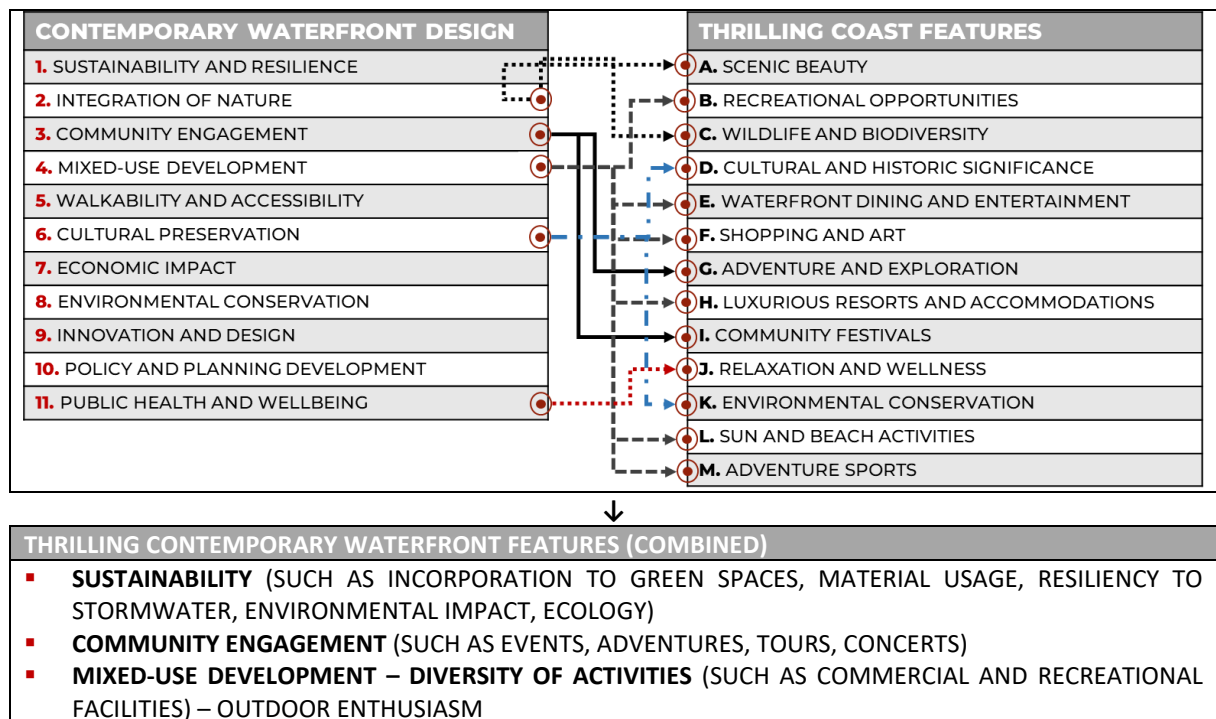 CONTEMPORARY WATERFRONT DESIGN
1. SUSTAINABILITY AND RESILIENCE
2. INTEGRATION OF NATURE
3. COMMUNITY ENGAGEMENT
4. MIXED-USE DEVELOPMENT
5. WALKABILITY AND ACCESSIBILITY
6. CULTURAL PRESERVATION
7. ECONOMIC IMPACT
8. ENVIRONMENTAL CONSERVATION
9. INNOVATION AND DESIGN
10. POLICY AND PLANNING DEVELOPMENT
11. PUBLIC HEALTH AND WELLBEING
THRILLING COAST FEATURES
A. SCENIC BEAUTY
B. RECREATIONAL OPPORTUNITIES
C. WILDLIFE AND BIODIVERSITY
D. CULTURAL AND HISTORIC SIGNIFICANCE
E. WATERFRONT DINING AND ENTERTAINMENT
F. SHOPPING AND ART
G. ADVENTURE AND EXPLORATION
H. LUXURIOUS RESORTS AND ACCOMMODATIONS
I. COMMUNITY FESTIVALS
J. RELAXATION AND WELLNESS
K. ENVIRONMENTAL CONSERVATION
L. SUN AND BEACH ACTIVITIES
M. ADVENTURE SPORTS
THRILLING CONTEMPORARY WATERFRONT FEATURES (COMBINED)
▪ SUSTAINABILITY (SUCH AS INCORPORATION TO GREEN SPACES, MATERIAL USAGE, RESILIENCY TO
STORMWATER, ENVIRONMENTAL IMPACT, ECOLOGY)
▪ COMMUNITY ENGAGEMENT (SUCH AS EVENTS, ADVENTURES, TOURS, CONCERTS)
▪ MIXED-USE DEVELOPMENT – DIVERSITY OF ACTIVITIES (SUCH AS COMMERCIAL AND RECREATIONAL
FACILITIES) – OUTDOOR ENTHUSIASM